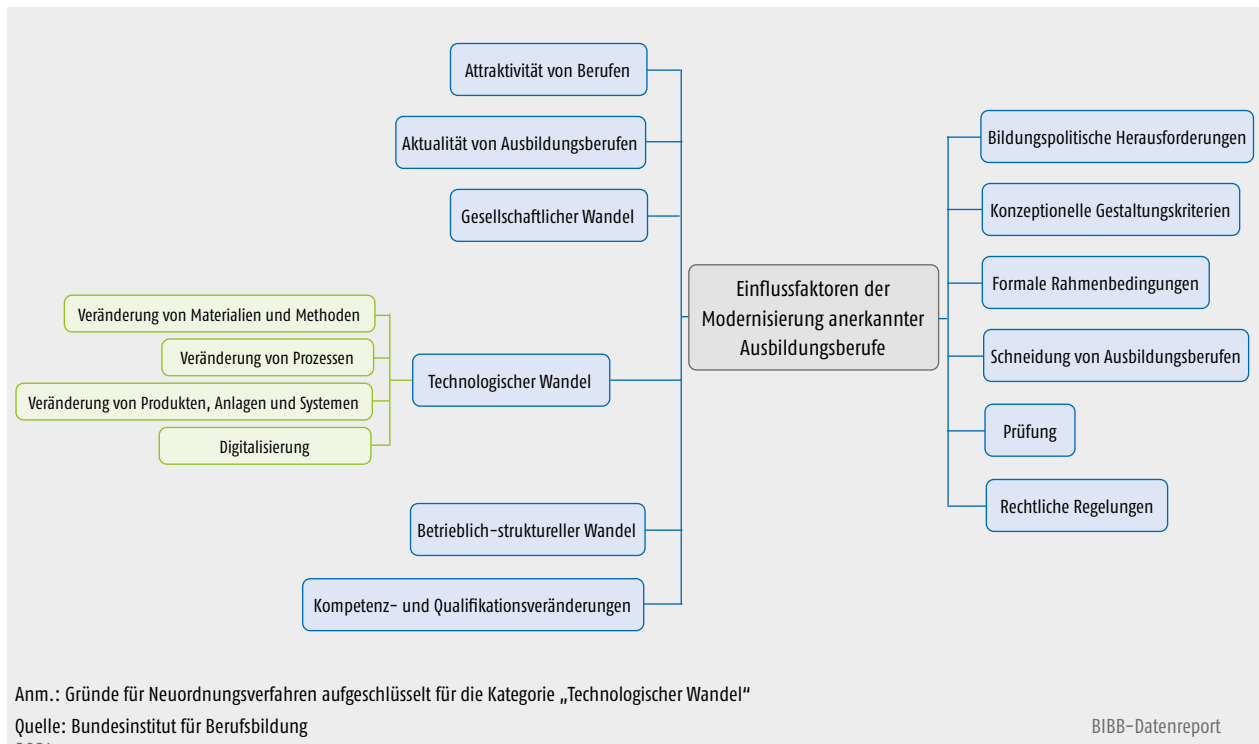 Attraktivität von Berufen
Aktualität von Ausbildungsberufen
Gesellschaftlicher Wandel
Veränderung von Materialien und Methoden
Veränderung von Prozessen
Veränderung von Produkten, Anlagen und Systemen
Digitalisierung
Technologischer Wandel
Betrieblich-struktureller Wandel
Kompetenz- und Qualifikationsveränderungen
Einflussfaktoren der
Modernisierung anerkannter
Ausbildungsberufe
Bildungspolitische Herausforderungen
Konzeptionelle Gestaltungskriterien
Formale Rahmenbedingungen
Schneidung von Ausbildungsberufen
Prüfung
Rechtliche Regelungen
Anm.: Gründe für Neuordnungsverfahren aufgeschlüsselt für die Kategorie „Technologischer Wandel“
Quelle: Bundesinstitut für Berufsbildung
BIBB-Datenreport